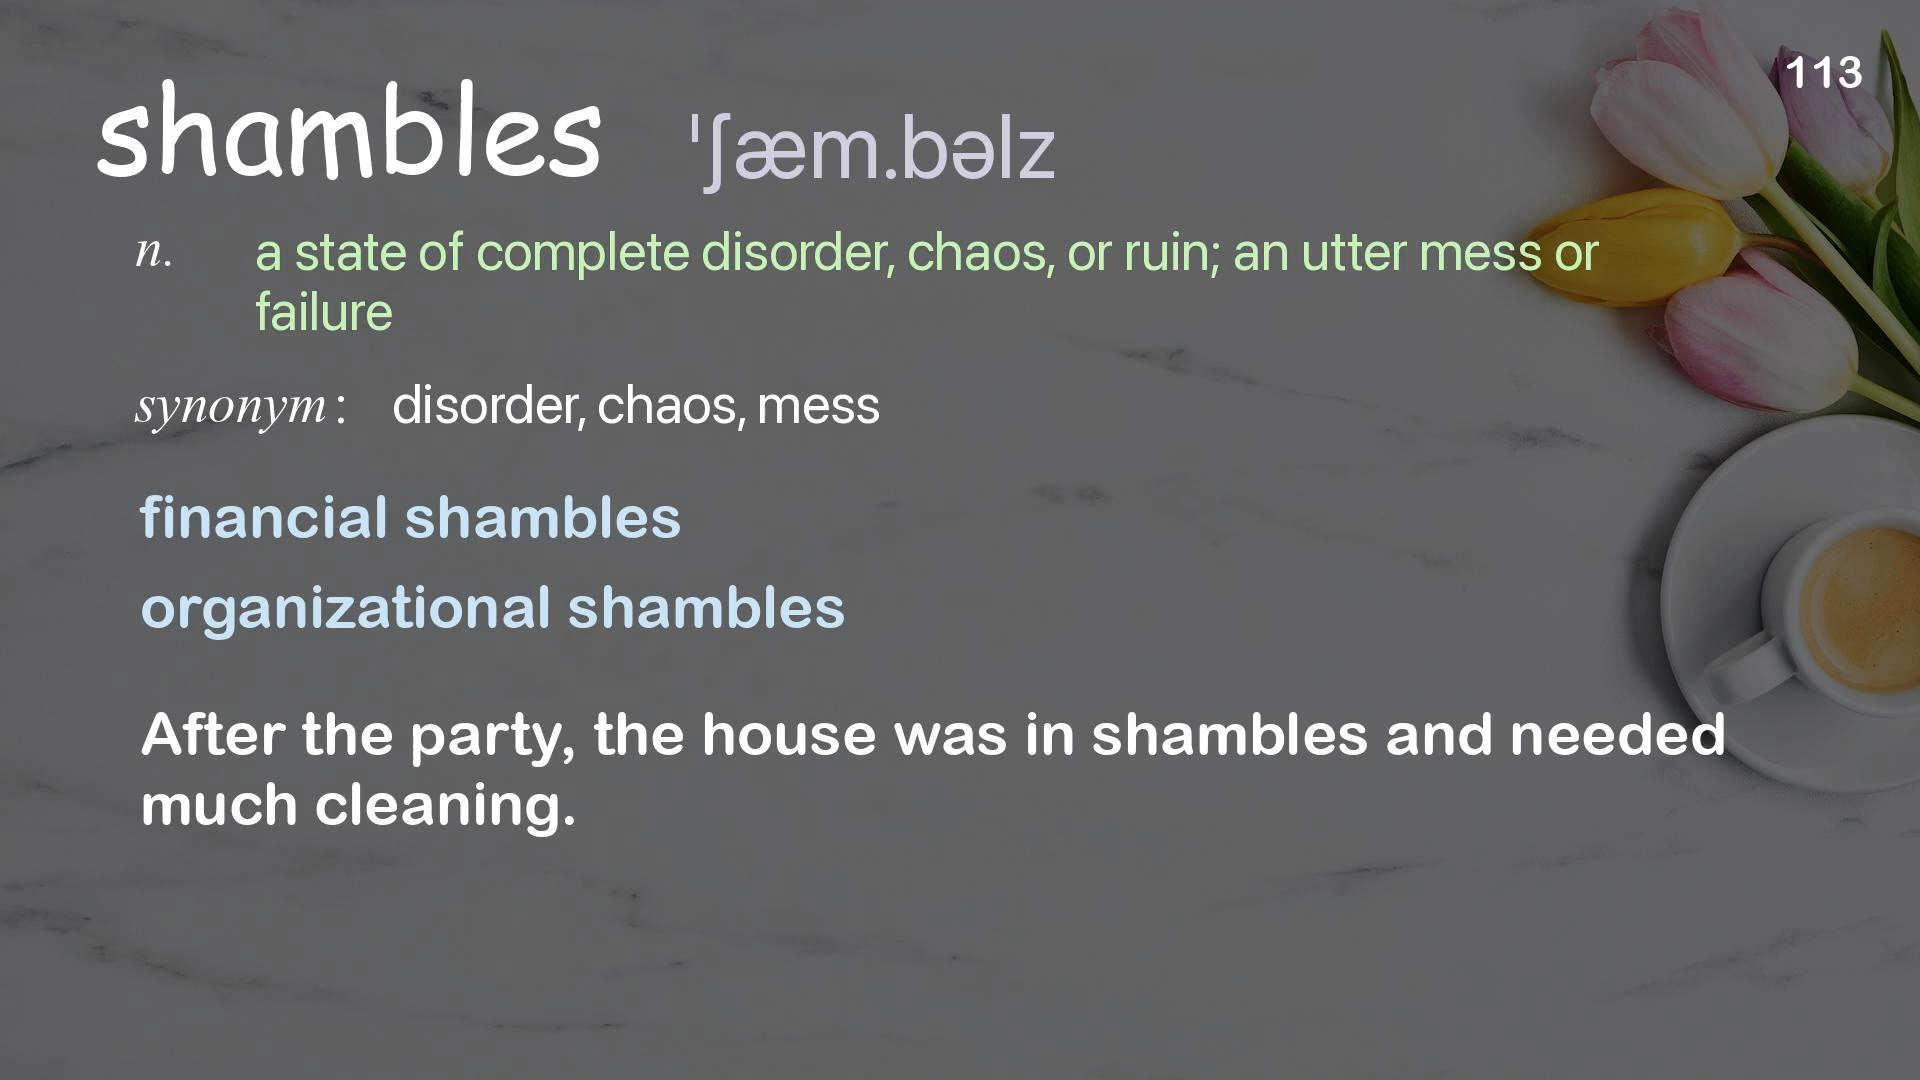 113
shambles ˈʃæm.bəlz
n. a state of complete disorder, chaos, or ruin; an utter mess or
failure
synonym: disorder, chaos, mess
financial shambles
organizational shambles
After the party, the house was in shambles and needed
much cleaning.